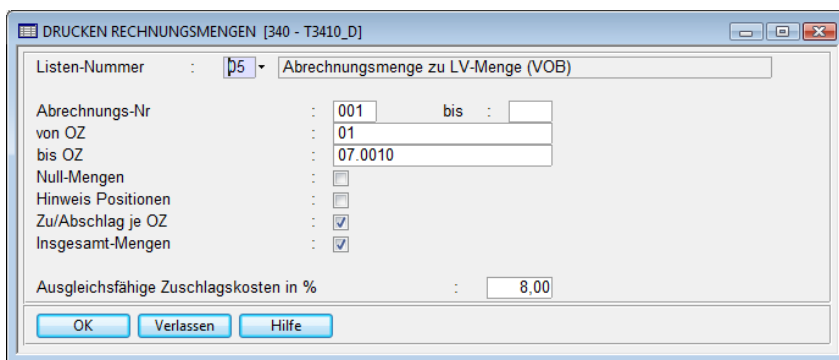 DRUCKEN RECHNUNGSMENGEN [340 - T3410_D]
Listen-Nummer : 05 Abrechnungsmenge zu LV-Menge (VOB)
Abrechnungs-Nr : 001 bis :
von OZ : 01
bis OZ : 07.0010
Null-Mengen :
Hinweis Positionen :
Zu/Abschlag je OZ :
Insgesamt-Mengen :
Ausgleichsfähige Zuschlagskosten in % : 8,00
OK Verlassen Hilfe